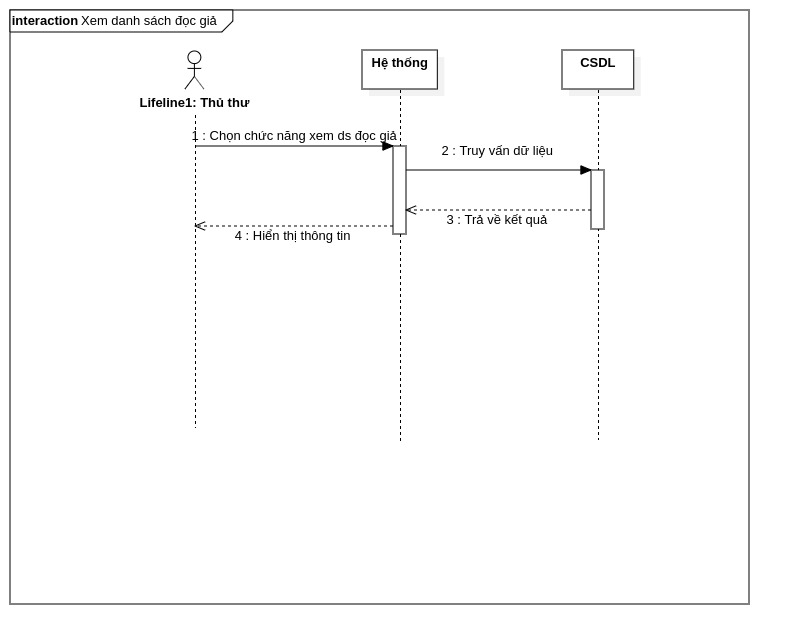 interaction Xem danh sách đọc giả
Hệ thống
CSDL
Lifeline1: Thủ thư
1 : Chọn chức năng xem ds đọc giả
2 : Truy vấn dữ liệu
3 : Trả về kết quả
4 : Hiển thị thông tin